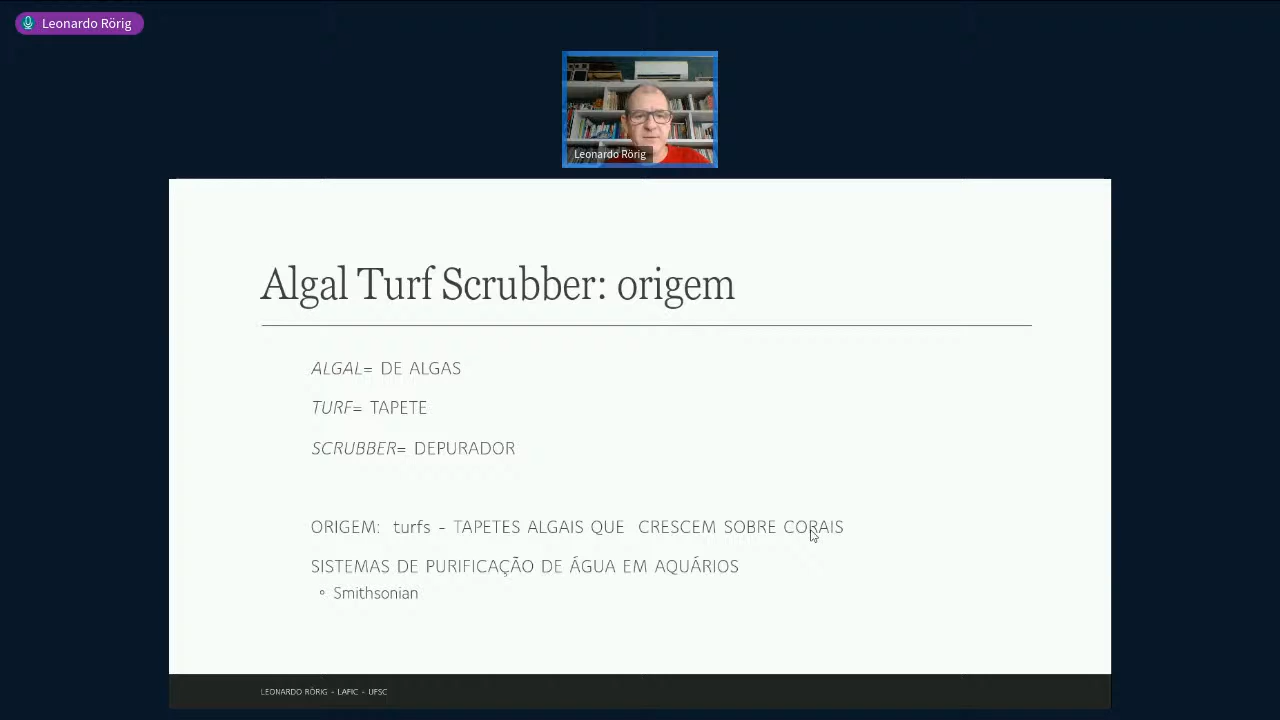 Leonardo Rörig
Leonardo Rörig
Algal Turf Scrubber: origem
ALGAL= DE ALGAS
TURF= TAPETE
SCRUBBER= DEPURADOR
ORIGEM: turfs - TAPETES ALGAIS QUE CRESCEM SOBRE CORAIS
SISTEMAS DE PURIFICAÇÃO DE ÁGUA EM AQUÁRIOS
◦ Smithsonian
LEONARDO RÖRIG - LAFIC - UFSC